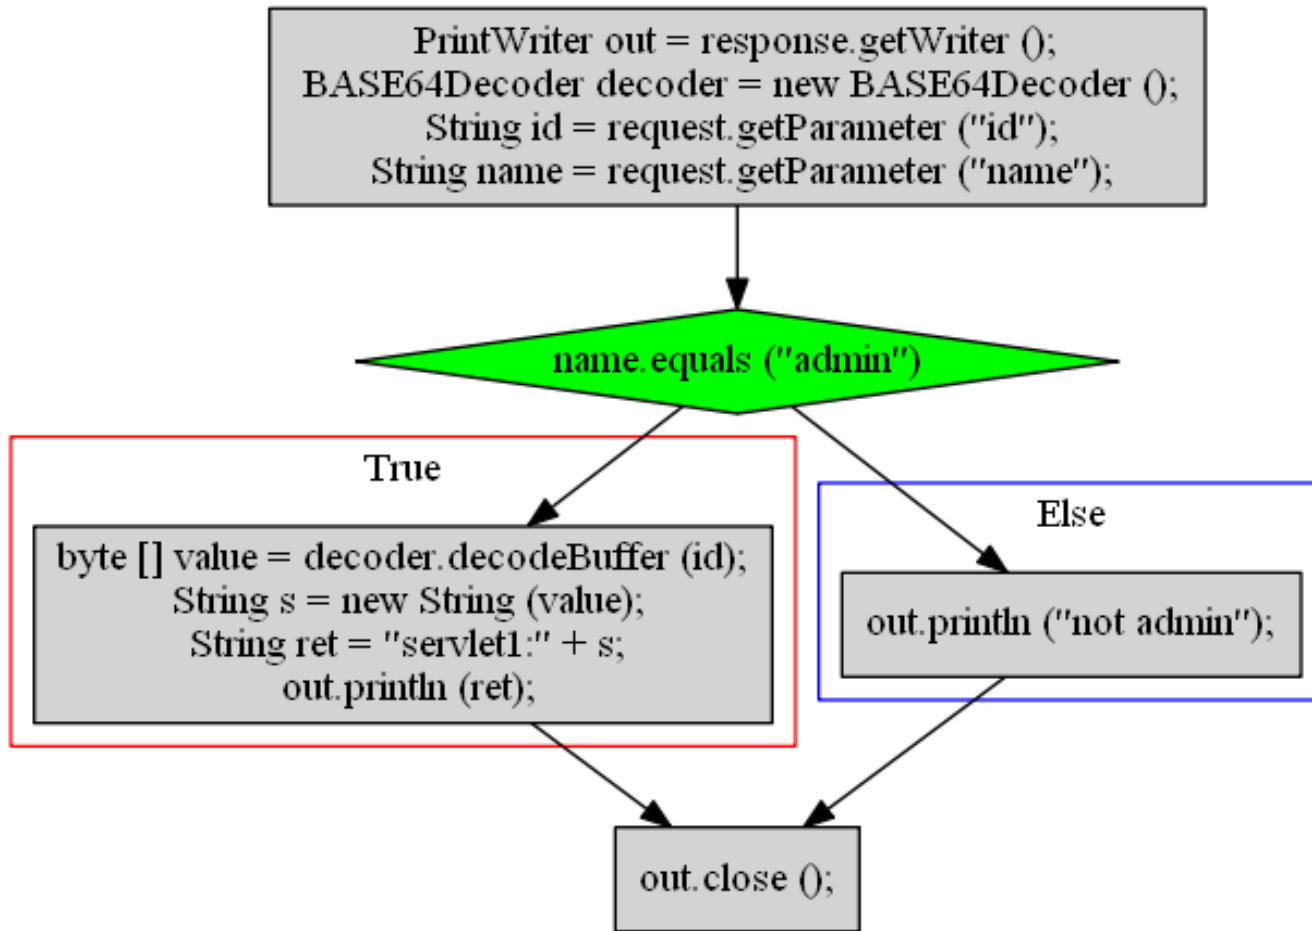 PrintWriter out = response.getWriter ();
BASE64Decoder decoder = new BASE64Decoder ();
String id = request.getParameter ("id");
String name = request.getParameter ("name");
name.equals ("admin")
True
byte [] value = decoder.decodeBuffer (id);
String s = new String (value);
String ret = "servlet1:" + s;
out.println (ret);
Else
out.println ("not admin");
out.close ();